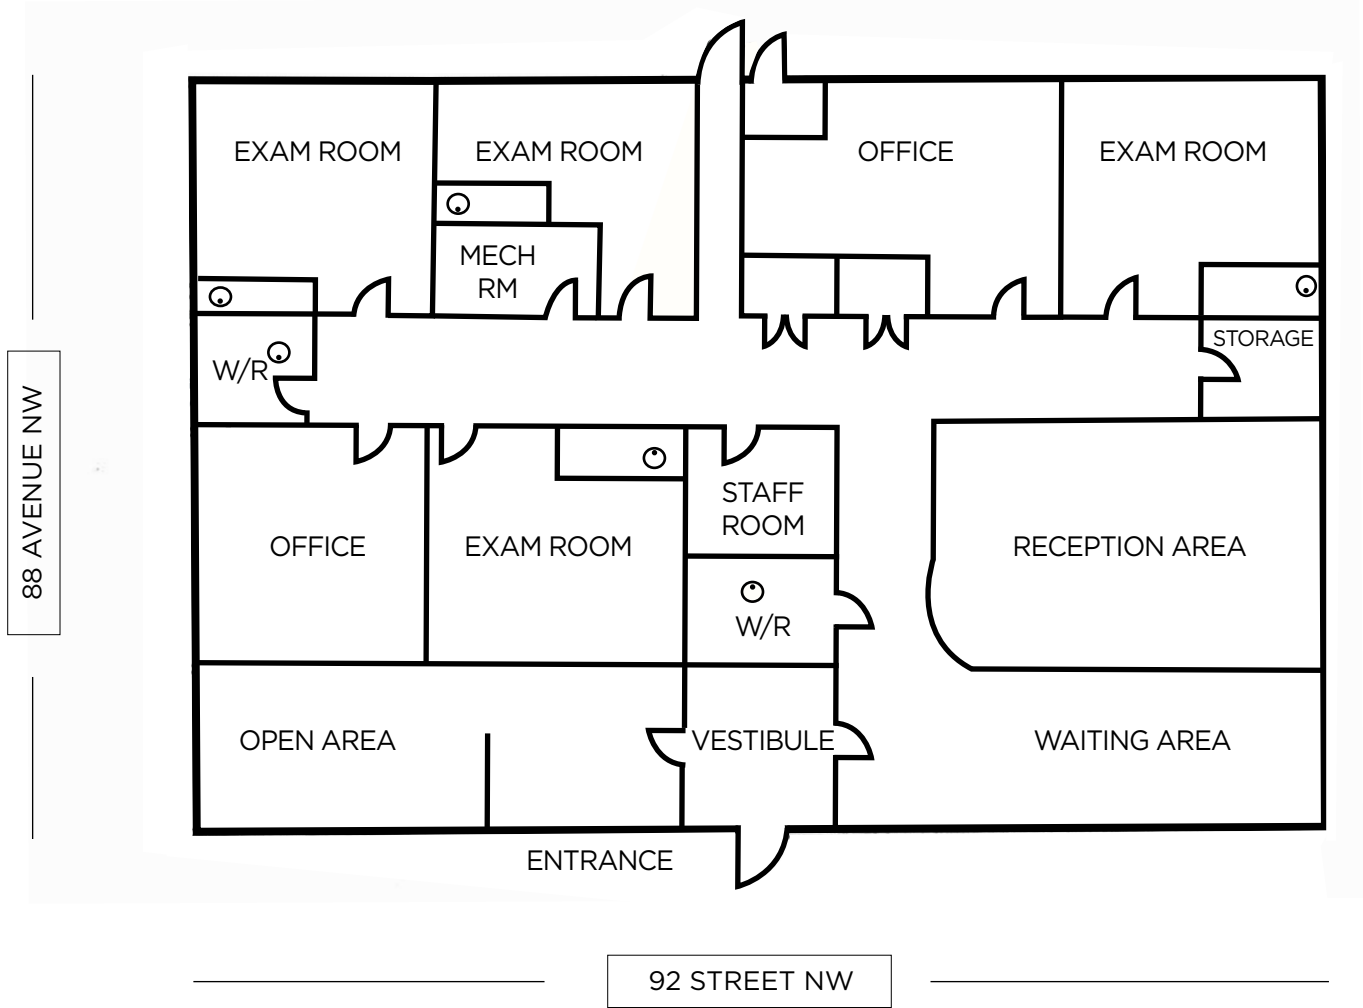 EXAM ROOM
EXAM ROOM
OFFICE
EXAM ROOM
MECH
RM
STORAGE
W/R
88 AVENUE NW
STAFF
ROOM
OFFICE
EXAM ROOM
RECEPTION AREA
W/R
OPEN AREA
VESTIBULE
WAITING AREA
ENTRANCE
92 STREET NW